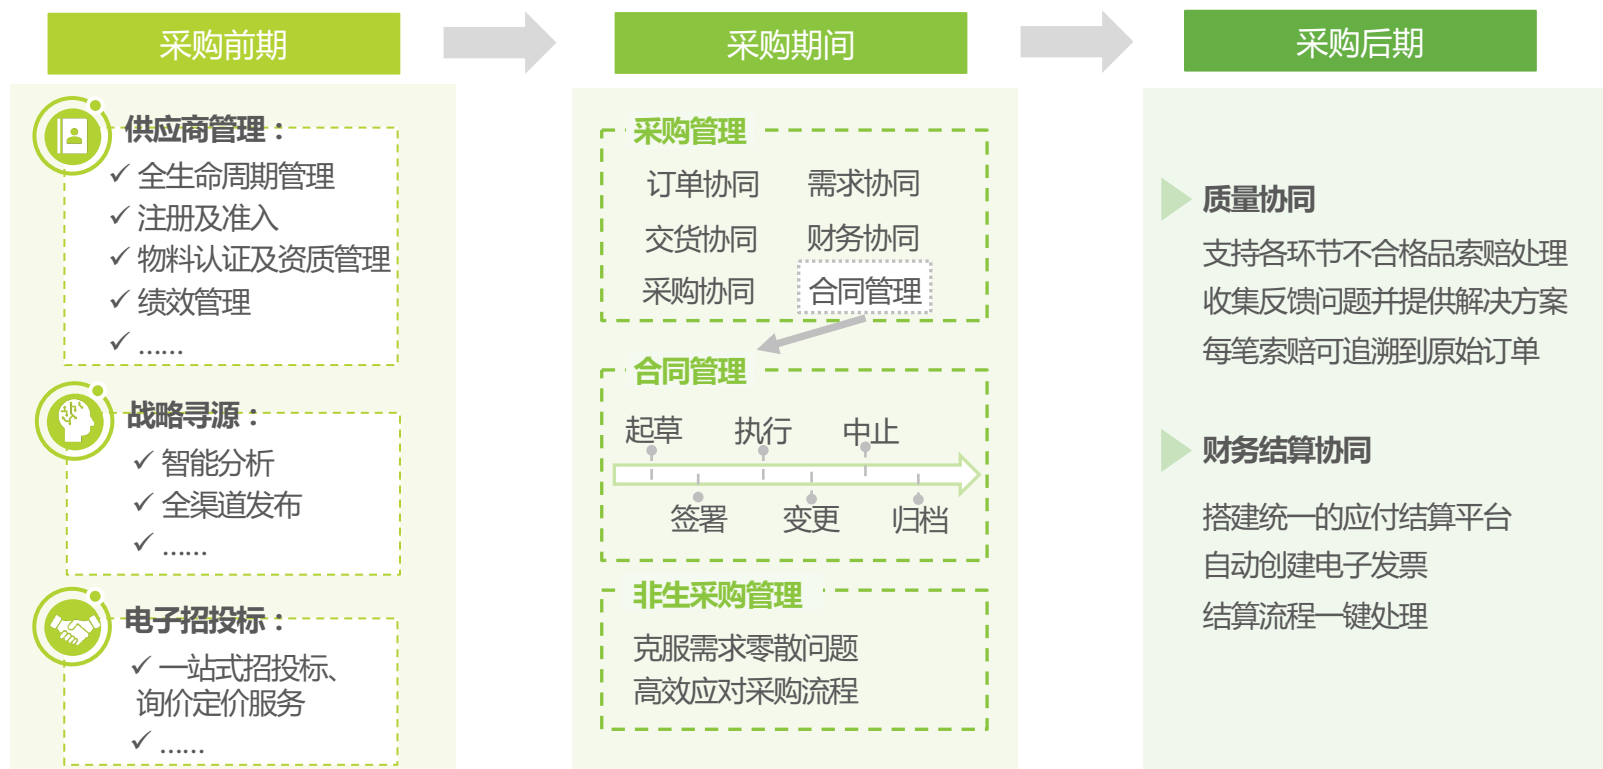 采购前期
采购期间
采购后期
供应商管理：
✓ 全生命周期管理
✓ 注册及准入
✓ 物料认证及资质管理
✓ 绩效管理
✓ ……
战略寻源：
✓ 智能分析
✓ 全渠道发布
✓ ……
电子招投标：
✓ 一站式招投标、
询价定价服务
✓ ……
采购管理
订单协同 需求协同
交货协同 财务协同
采购协同 合同管理
合同管理
起草 执行 中止
签署 变更 归档
非生采购管理
克服需求零散问题
高效应对采购流程
质量协同
支持各环节不合格品索赔处理
收集反馈问题并提供解决方案
每笔索赔可追溯到原始订单
财务结算协同
搭建统一的应付结算平台
自动创建电子发票
结算流程一键处理